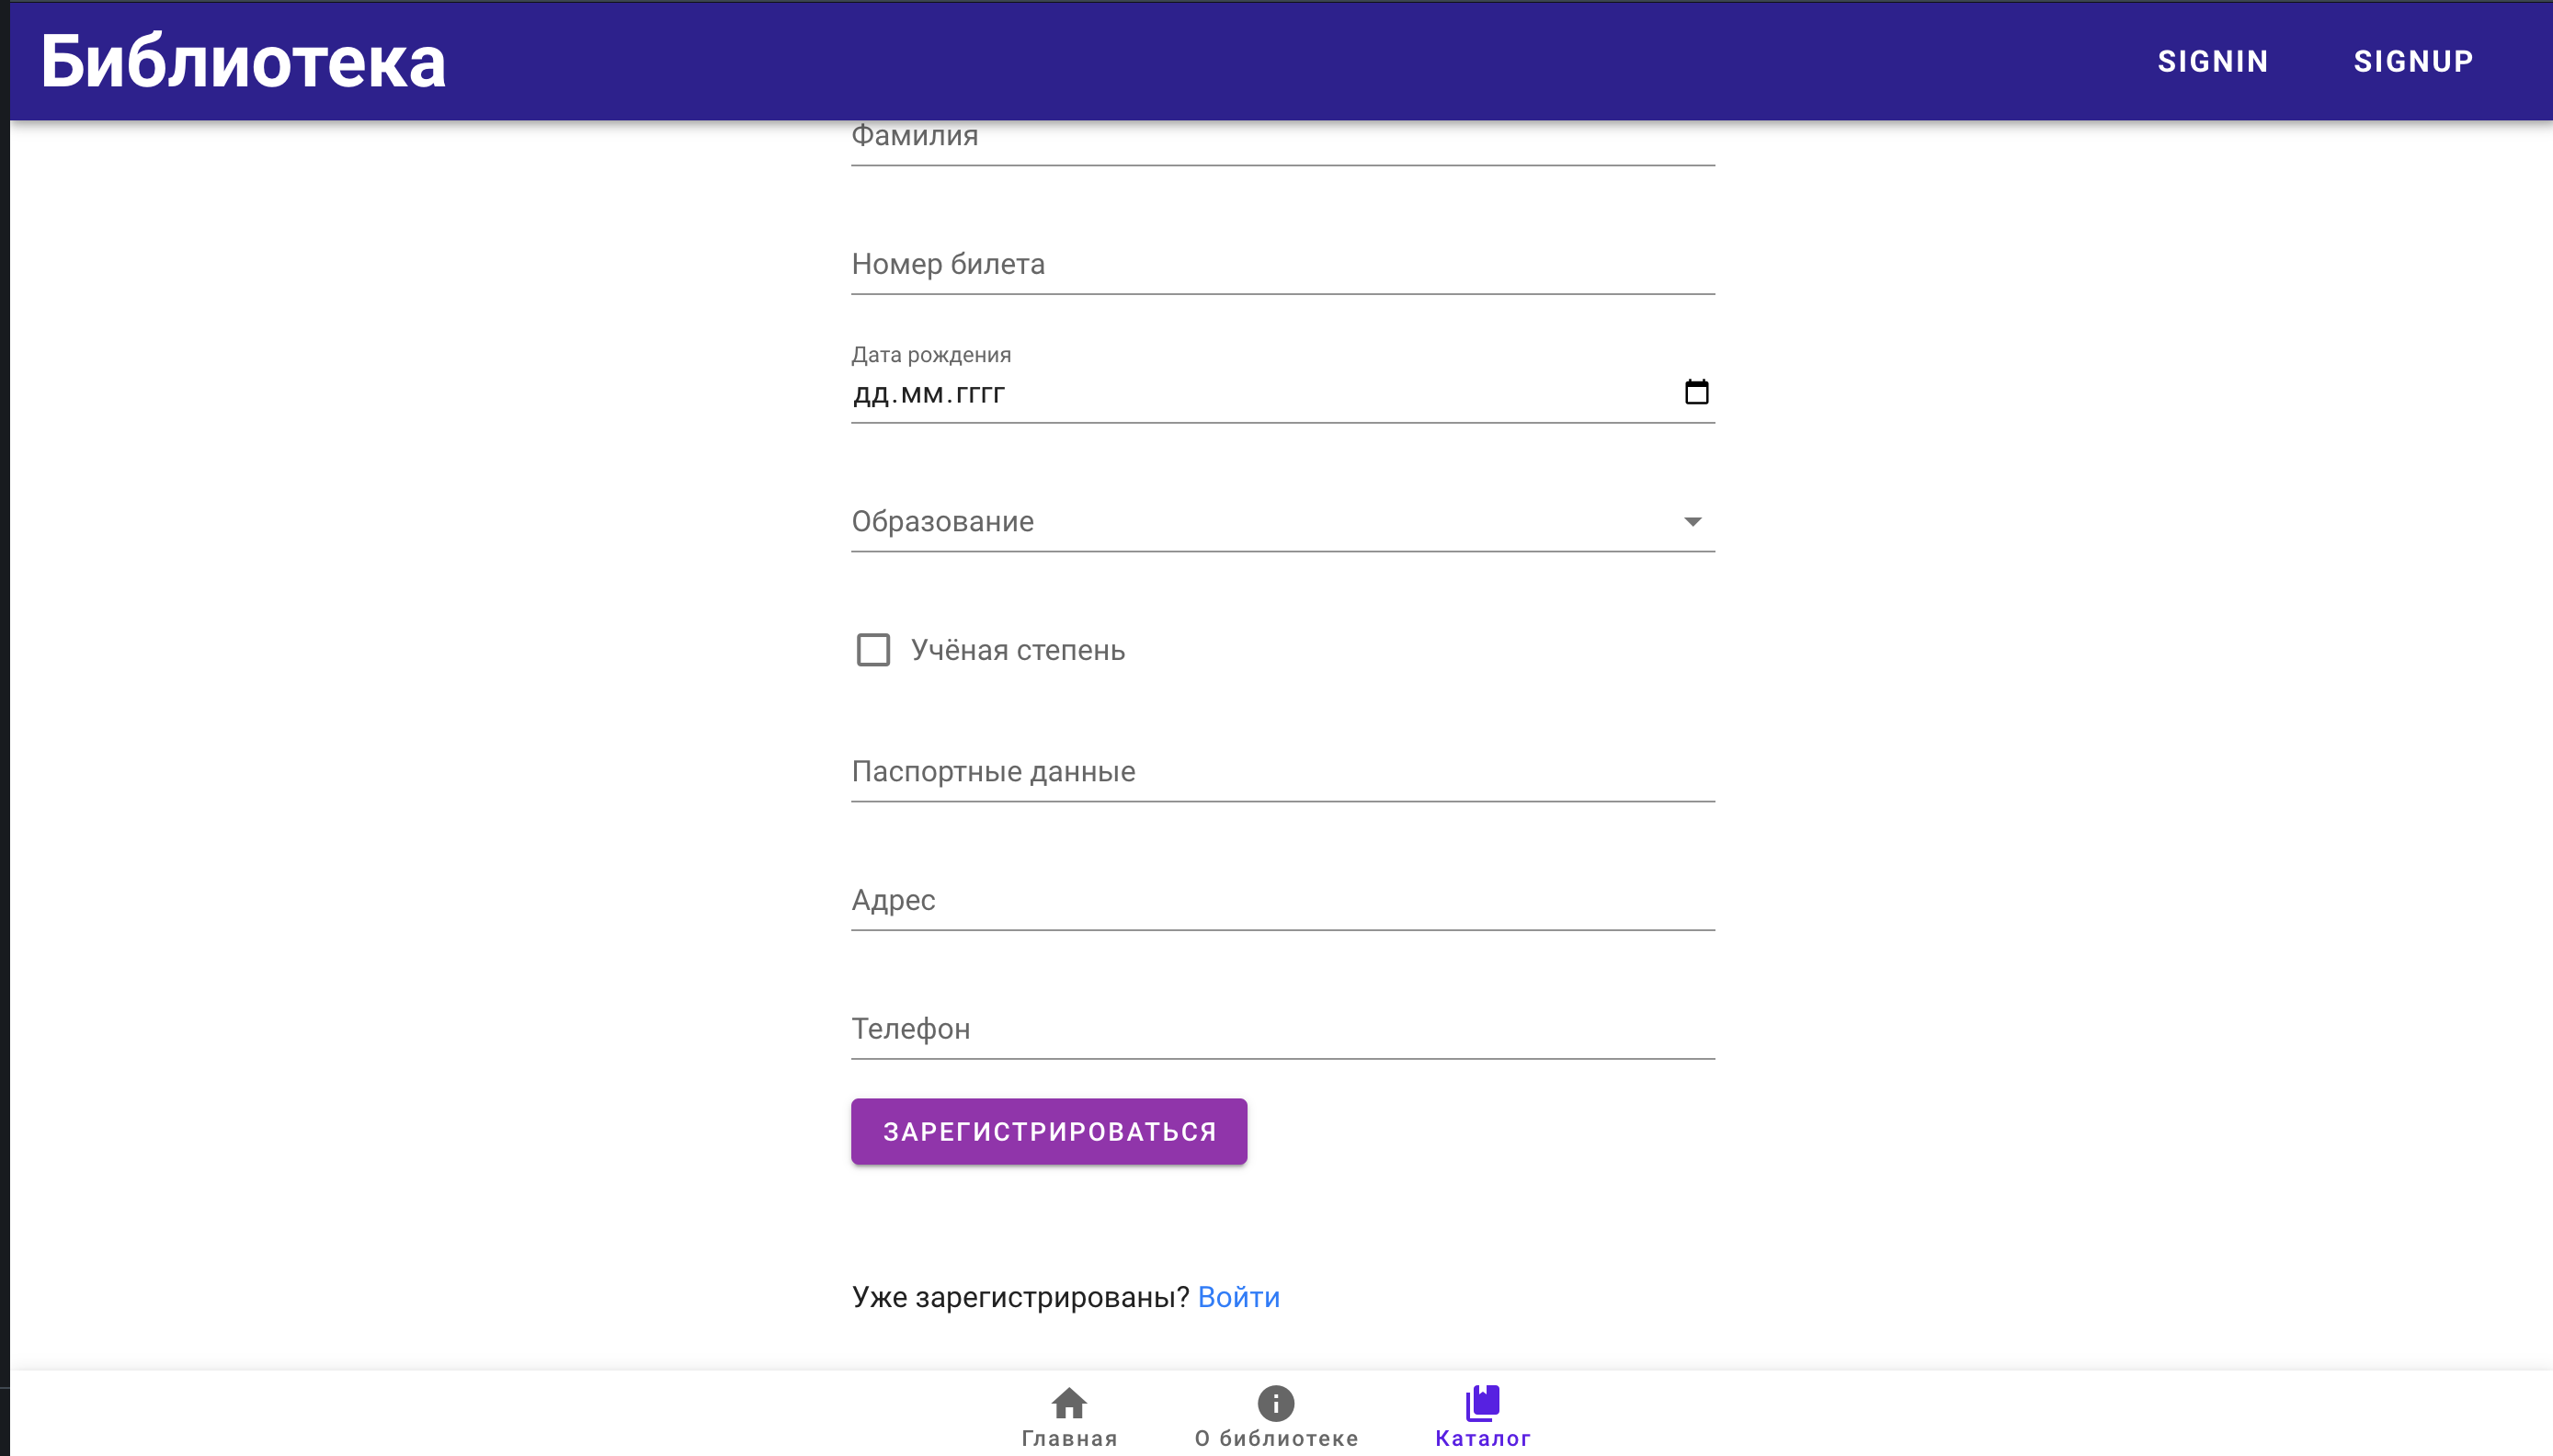 Библиотека
SIGNIN
SIGNUP
Фамилия
Номер билета
Дата рождения
дд.мм.гггг
Образование
Учёная степень
Паспортные данные
Адрес
Телефон
ЗАРЕГИСТРИРОВАТЬСЯ
Уже зарегистрированы? Войти
Главная
О библиотеке
Каталог